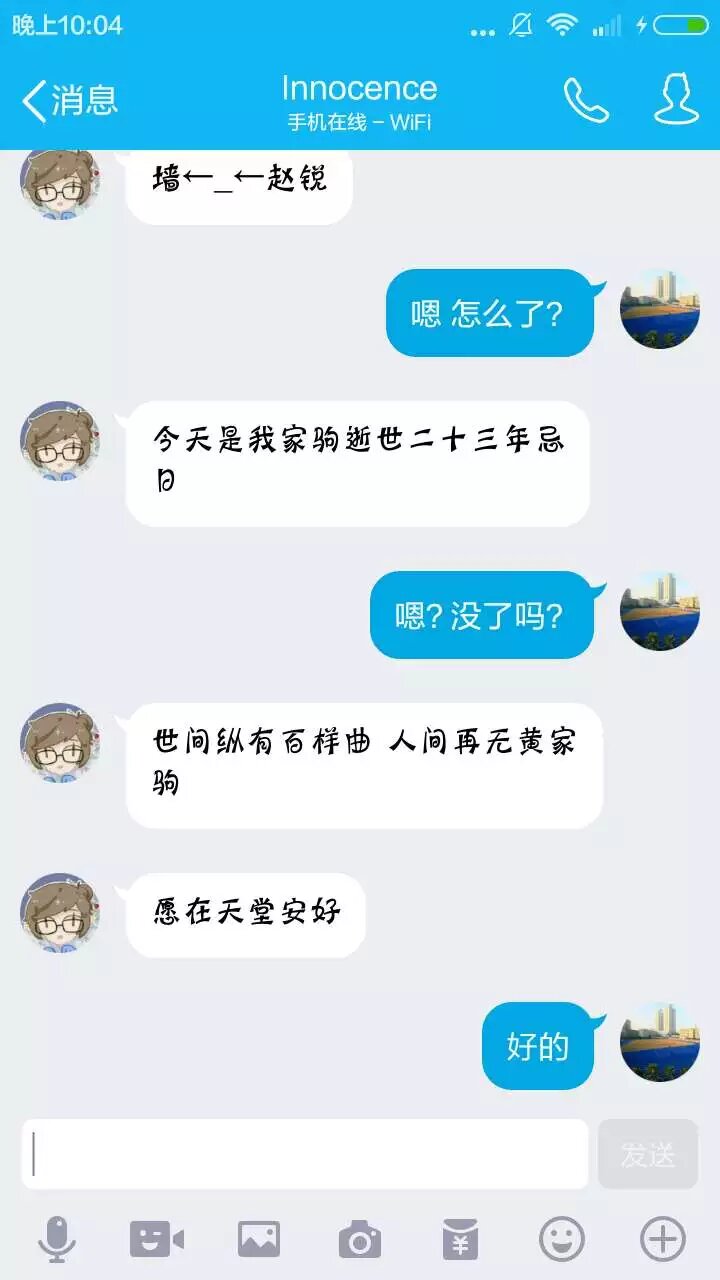 晚上10:04
消息
Innocence
手机在线 - WiFi
墙←_←赵锐
嗯 怎么了?
今天是我家驹逝世二十三年忌
日
嗯? 没了吗?
世间纵有百样曲 人间再无黄家
驹
愿在天堂安好
好的
发送